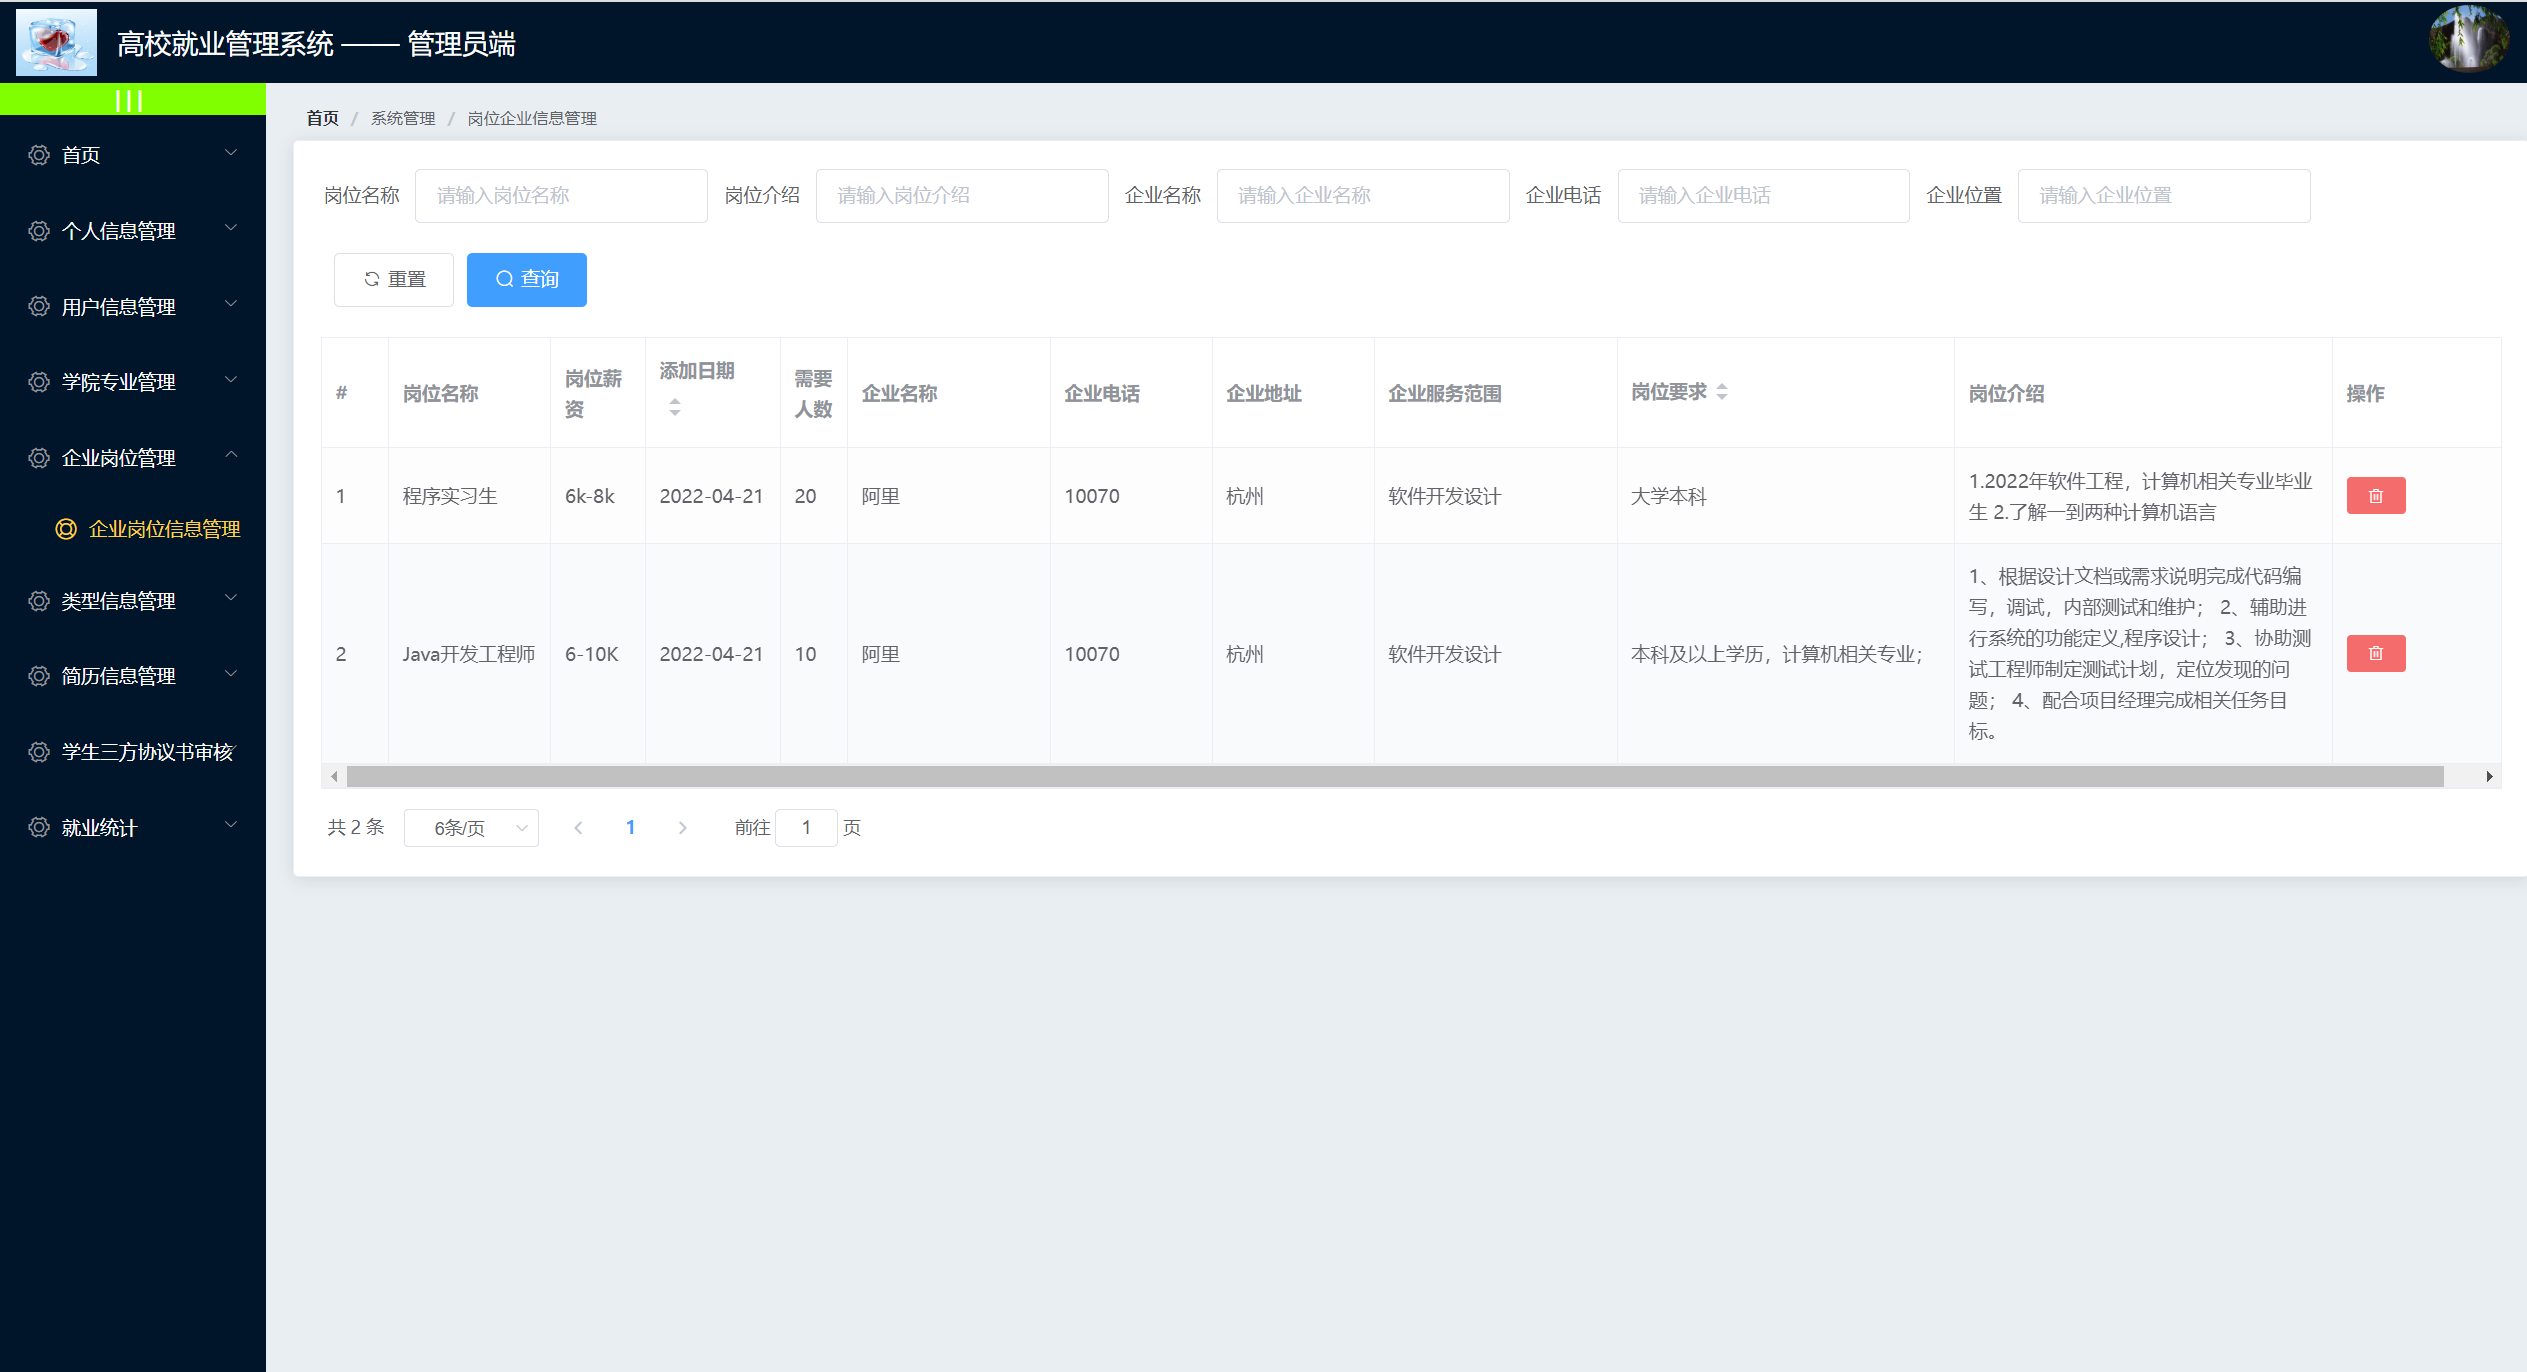 高校就业管理系统 —— 管理员端
|||
首页
个人信息管理
用户信息管理
学院专业管理
企业岗位管理
企业岗位信息管理
类型信息管理
简历信息管理
学生三方协议书审核
就业统计
首页 / 系统管理 / 岗位企业信息管理
岗位名称 请输入岗位名称 岗位介绍 请输入岗位介绍 企业名称 请输入企业名称 企业电话 请输入企业电话 企业位置 请输入企业位置
重置 查询
# 岗位名称 岗位薪资 添加日期 需要人数 企业名称 企业电话 企业地址 企业服务范围 岗位要求 岗位介绍 操作
1 程序实习生 6k-8k 2022-04-21 20 阿里 10070 杭州 软件开发设计 大学本科
1.2022年软件工程，计算机相关专业毕业
生 2.了解一到两种计算机语言
2 Java开发工程师 6-10K 2022-04-21 10 阿里 10070 杭州 软件开发设计 本科及以上学历，计算机相关专业；
1、根据设计文档或需求说明完成代码编
写，调试，内部测试和维护； 2、辅助进
行系统的功能定义,程序设计； 3、协助测
试工程师制定测试计划，定位发现的问
题； 4、配合项目经理完成相关任务目
标。
共 2 条 6条/页 1 前往 1 页